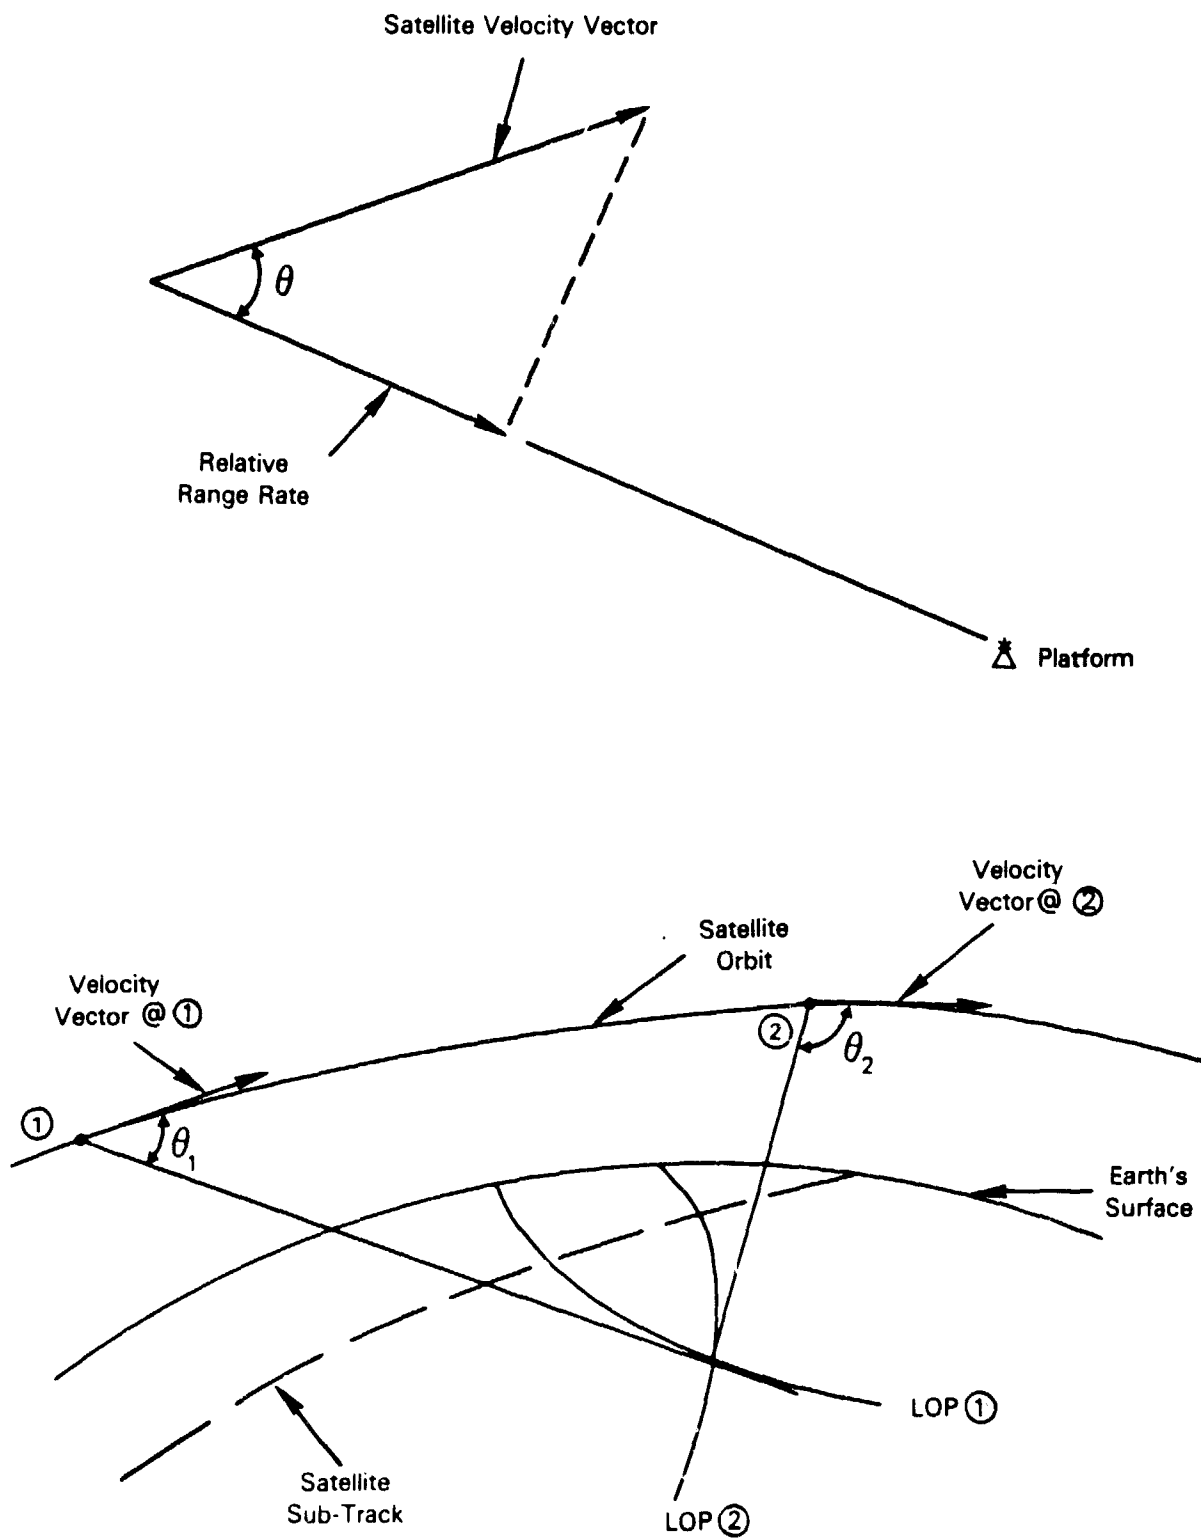 Satellite Velocity Vector
θ
Relative
Range Rate
Platform
Velocity
Vector @ ②
Satellite
Orbit
Velocity
Vector @ ①
②
θ2
①
θ1
Earth's
Surface
LOP ①
Satellite
Sub-Track
LOP ②